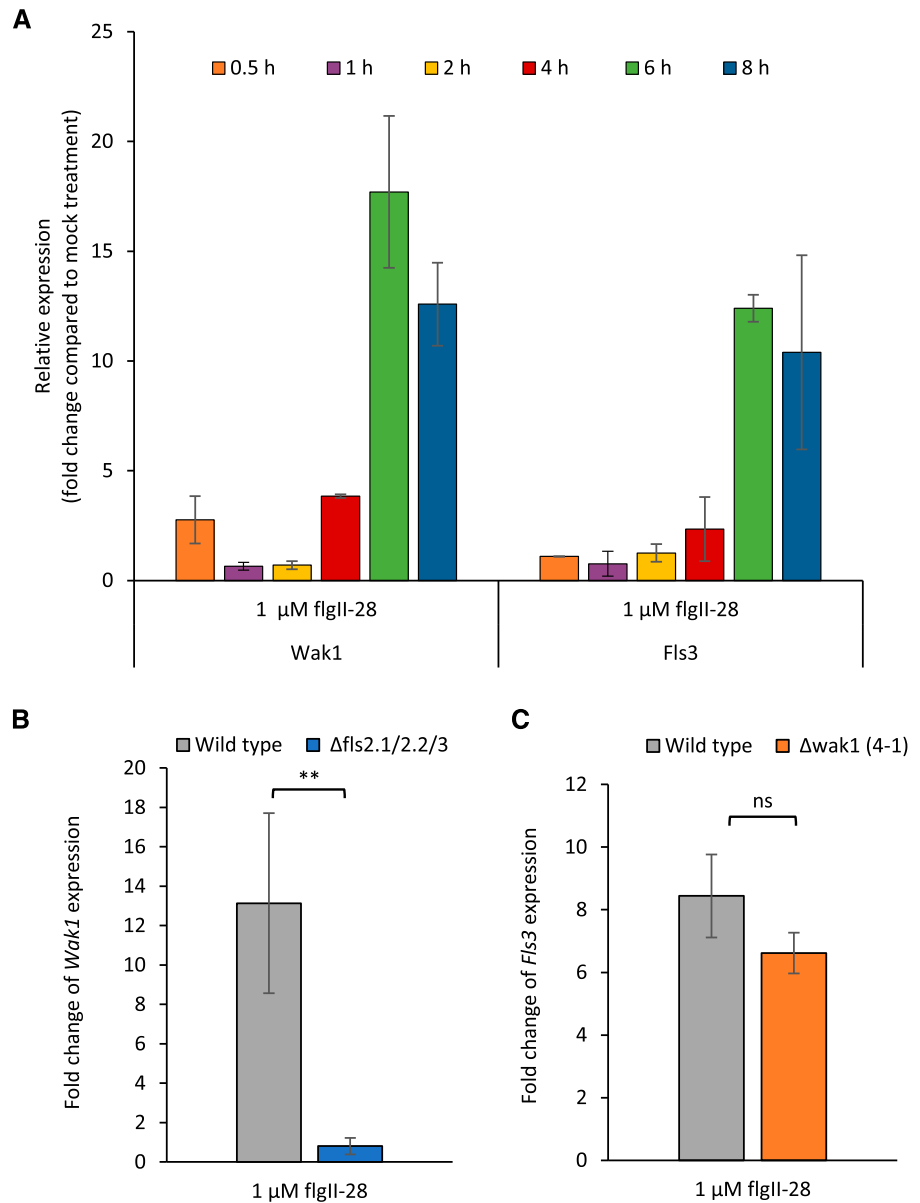 A
25
20
15
10
5
0
Relative expression
(fold change compared to mock treatment)
0.5 h 1 h 2 h 4 h 6 h 8 h
1 μM flgII-28 1 μM flgII-28
Wak1 Fls3
B
Wild type Δfls2.1/2.2/3
20
18
16
14
12
10
8
6
4
2
0
Fold change of Wak1 expression
**
1 μM flgII-28
C
Wild type Δwak1 (4-1)
12
10
8
6
4
2
0
Fold change of Fls3 expression
ns
1 μM flgII-28